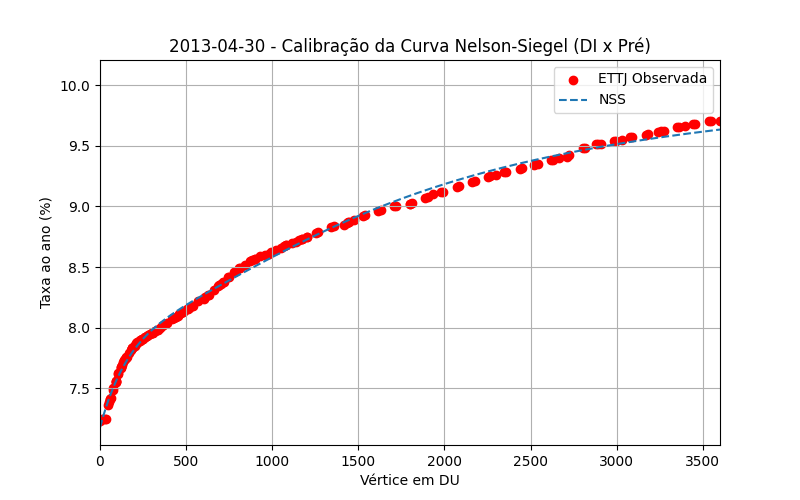 2013-04-30 - Calibração da Curva Nelson-Siegel (DI x Pré)
ETTJ Observada
NSS
Taxa ao ano (%)
10.0
9.5
9.0
8.5
8.0
7.5
0 500 1000 1500 2000 2500 3000 3500
Vértice em DU